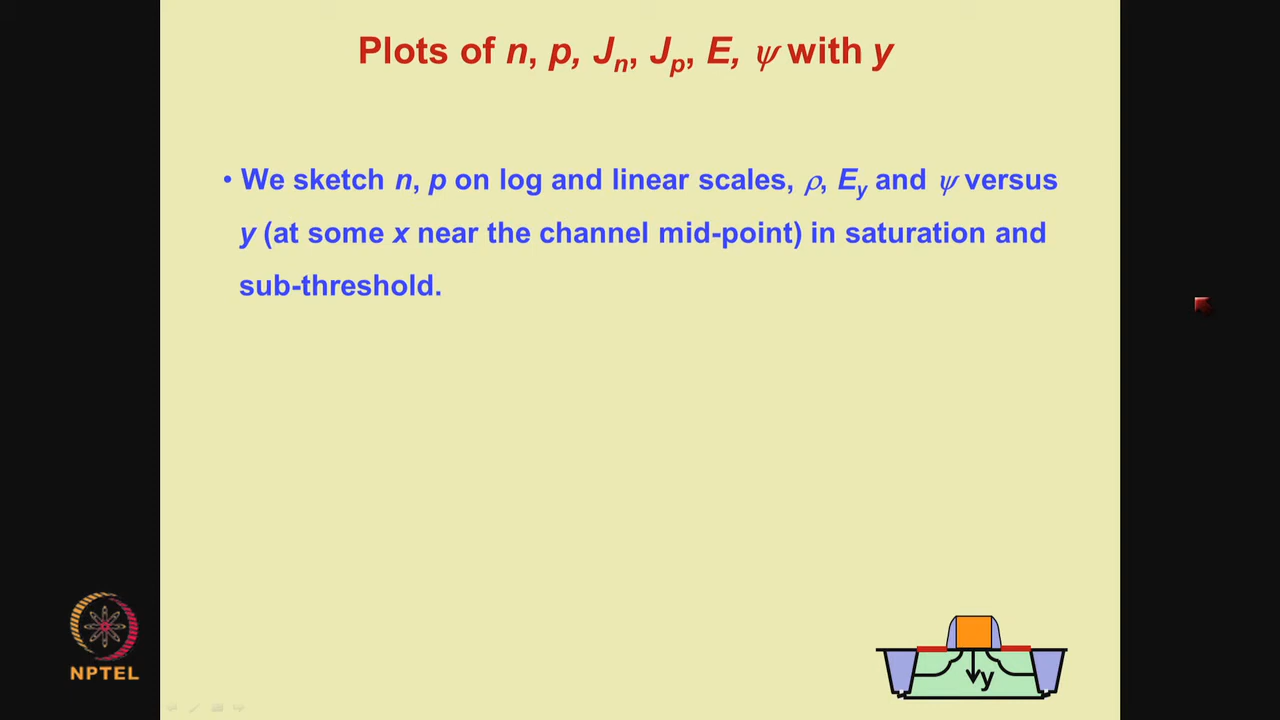 Plots of n, p, Jn, Jp, E, ψ with y
• We sketch n, p on log and linear scales, ρ, Ey and ψ versus
y (at some x near the channel mid-point) in saturation and
sub-threshold.
y
NPTEL